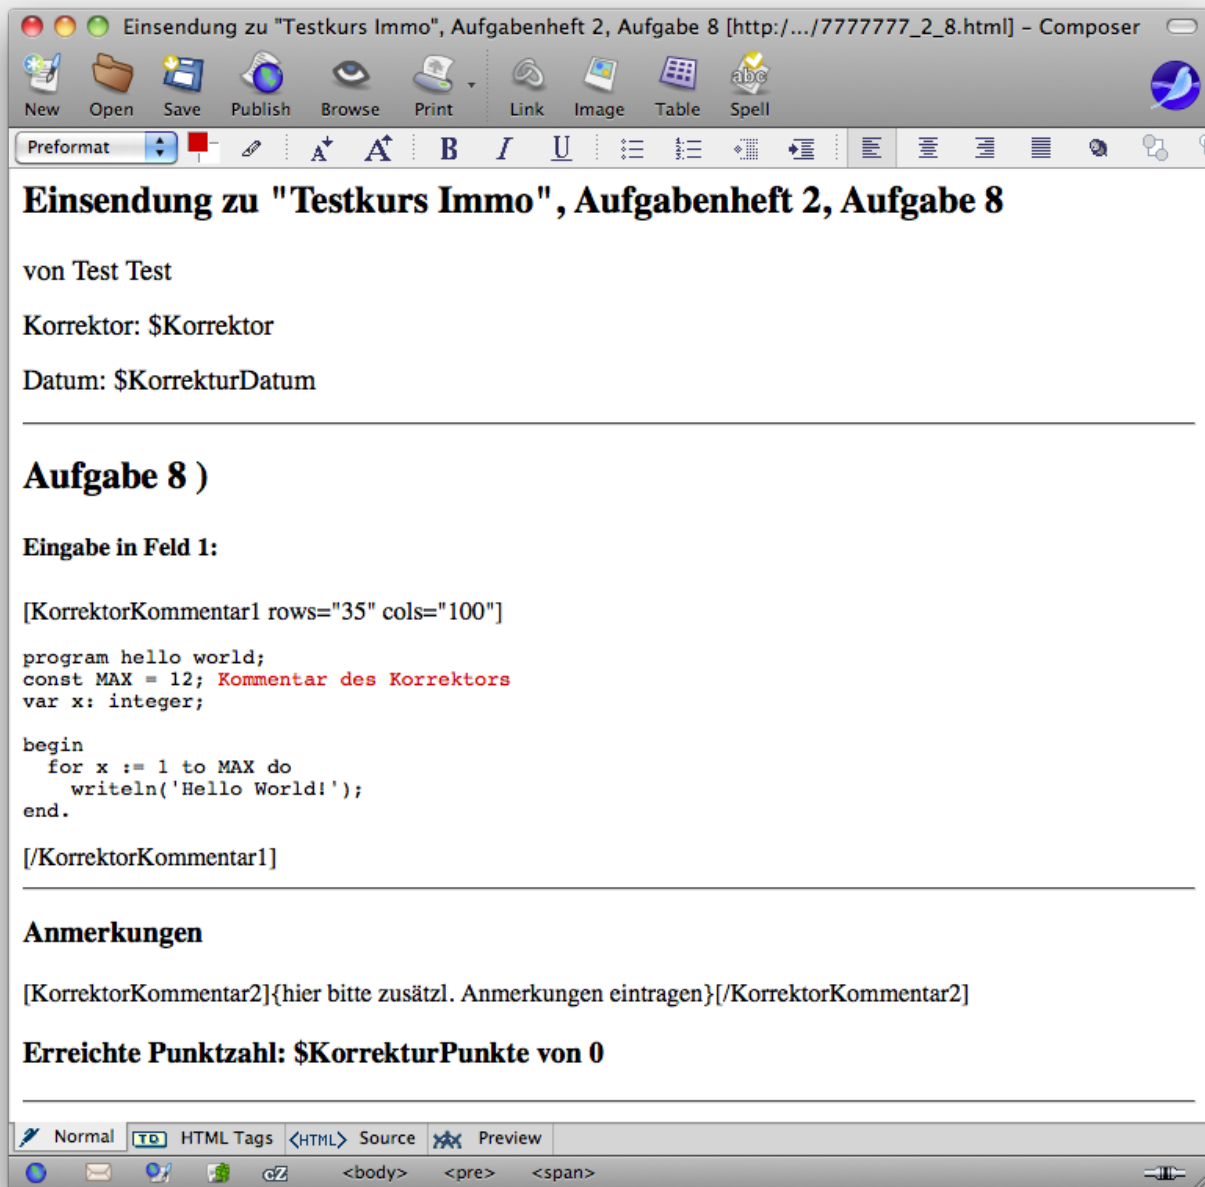 Einsendung zu "Testkurs Immo", Aufgabenheft 2, Aufgabe 8 [http:/.../7777777_2_8.html] – Composer
New Open Save Publish Browse Print Link Image Table Spell
abc
Preformat A A B I U
Einsendung zu "Testkurs Immo", Aufgabenheft 2, Aufgabe 8
von Test Test
Korrektor: $Korrektor
Datum: $KorrekturDatum
Aufgabe 8 )
Eingabe in Feld 1:
[KorrektorKommentar1 rows="35" cols="100"]
program hello world;
const MAX = 12; Kommentar des Korrektors
var x: integer;
begin
  for x := 1 to MAX do
    writeln('Hello World!');
end.
[/KorrektorKommentar1]
Anmerkungen
[KorrektorKommentar2]{hier bitte zusätzl. Anmerkungen eintragen}[/KorrektorKommentar2]
Erreichte Punktzahl: $KorrekturPunkte von 0
Normal TD HTML Tags <HTML> Source Preview
cZ <body> <pre> <span>